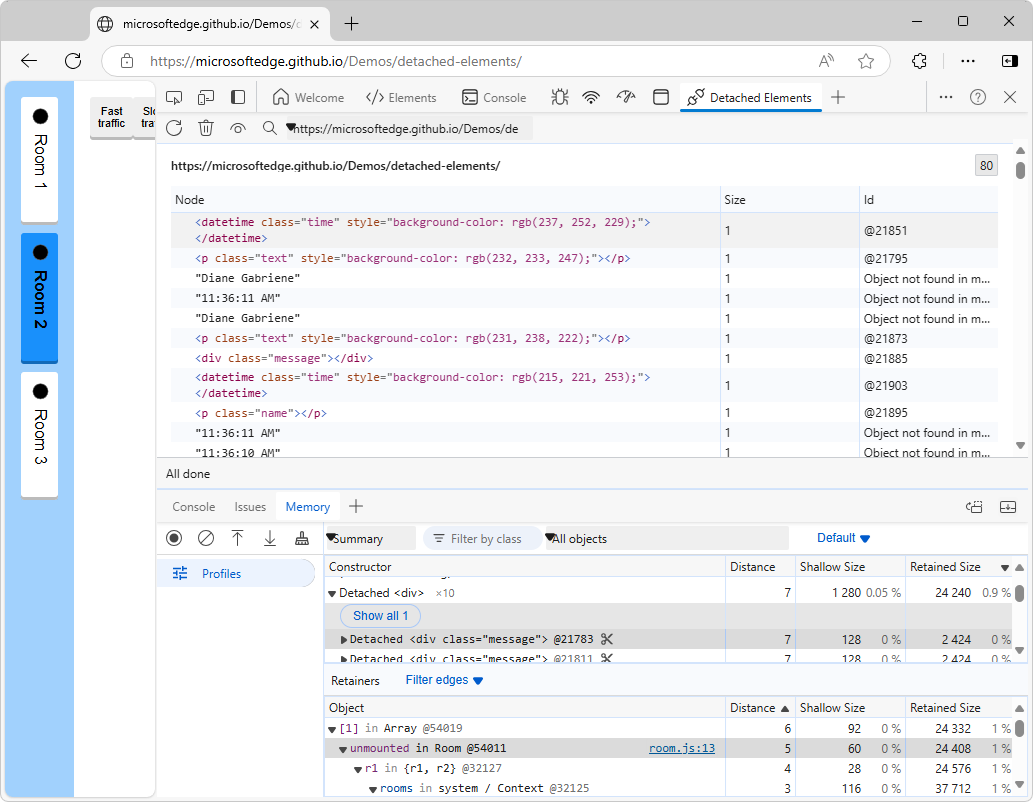 microsoftedge.github.io/Demos/c
https://microsoftedge.github.io/Demos/detached-elements/
Room 1
Room 2
Room 3
Fast traffic
Slo
tra
Welcome
Elements
Console
Detached Elements
https://microsoftedge.github.io/Demos/de
https://microsoftedge.github.io/Demos/detached-elements/ 80
Node Size Id
<datetime class="time" style="background-color: rgb(237, 252, 229);">
</datetime> 1 @21851
<p class="text" style="background-color: rgb(232, 233, 247);"></p> 1 @21795
"Diane Gabriene" 1 Object not found in m...
"11:36:11 AM" 1 Object not found in m...
"Diane Gabriene" 1 Object not found in m...
<p class="text" style="background-color: rgb(231, 238, 222);"></p> 1 @21873
<div class="message"></div> 1 @21885
<datetime class="time" style="background-color: rgb(215, 221, 253);">
</datetime> 1 @21903
<p class="name"></p> 1 @21895
"11:36:11 AM" 1 Object not found in m...
"11:36:10 AM" 1 Object not found in m...
All done
Console Issues Memory
Summary Filter by class All objects Default
Profiles
Constructor Distance Shallow Size Retained Size
Detached <div> ×10 7 1 280 0.05 % 24 240 0.9 %
Show all 1
Detached <div class="message"> @21783 7 128 0 % 2 424 0 %
Detached <div class="message"> @21811 7 128 0 % 2 424 0 %
Retainers Filter edges
Object Distance Shallow Size Retained Size
[1] in Array @54019 6 92 0 % 24 332 1 %
unmounted in Room @54011 room.js:13 5 60 0 % 24 408 1 %
r1 in {r1, r2} @32127 4 28 0 % 24 576 1 %
rooms in system / Context @32125 3 116 0 % 37 712 1 %